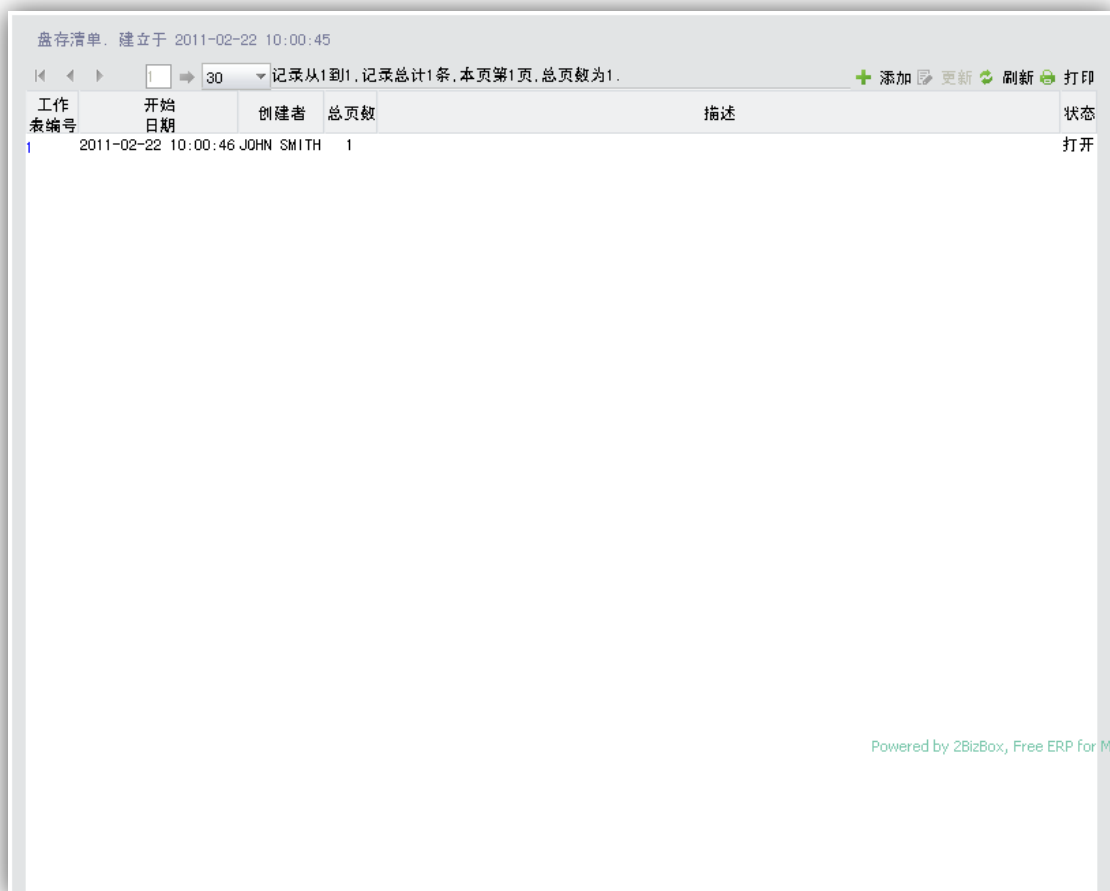 盘存清单. 建立于 2011-02-22 10:00:45
1 30 记录从1到1,记录总计1条,本页第1页,总页数为1. 添加 更新 刷新 打印
工作表编号 开始日期 创建者 总页数 描述 状态
1 2011-02-22 10:00:46 JOHN SMITH 1 打开
Powered by 2BizBox, Free ERP for M